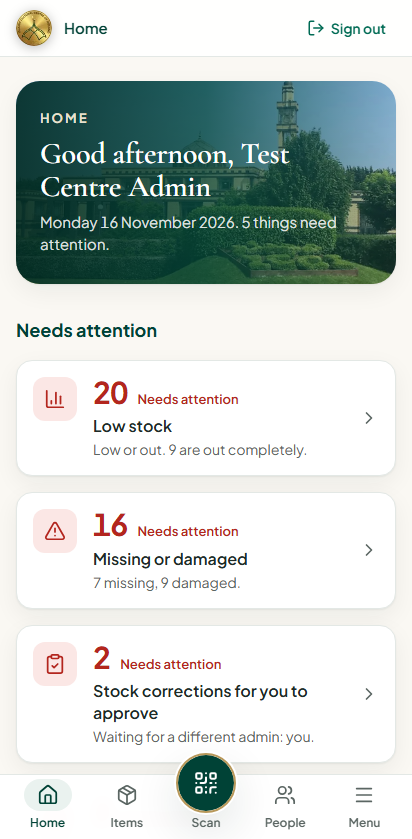 Home
Sign out
HOME
Good afternoon, Test
Centre Admin
Monday 16 November 2026. 5 things need
attention.
Needs attention
20 Needs attention
Low stock
Low or out. 9 are out completely.
16 Needs attention
Missing or damaged
7 missing, 9 damaged.
2 Needs attention
Stock corrections for you to
approve
Waiting for a different admin: you.
Home
Items
Scan
People
Menu